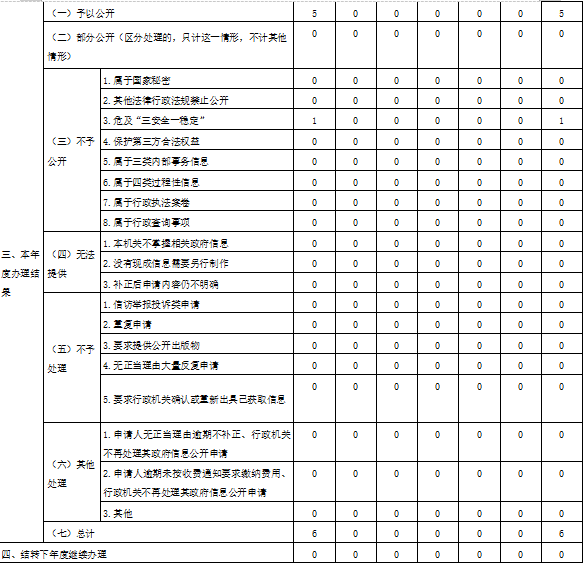 （一）予以公开 5 0 0 0 0 0 5
（二）部分公开（区分处理的，只计这一情形，不计其他 0 0 0 0 0 0 0
情形）
三、本年
度办理结
果
（三）不予
公开
1.属于国家秘密 0 0 0 0 0 0 0
2.其他法律行政法规禁止公开 0 0 0 0 0 0 0
3.危及“三安全一稳定” 1 0 0 0 0 0 1
4.保护第三方合法权益 0 0 0 0 0 0 0
5.属于三类内部事务信息 0 0 0 0 0 0 0
6.属于四类过程性信息 0 0 0 0 0 0 0
7.属于行政执法案卷 0 0 0 0 0 0 0
8.属于行政查询事项 0 0 0 0 0 0 0
（四）无法
提供
1.本机关不掌握相关政府信息 0 0 0 0 0 0 0
2.没有现成信息需要另行制作 0 0 0 0 0 0 0
3.补正后申请内容仍不明确 0 0 0 0 0 0 0
（五）不予
处理
1.信访举报投诉类申请 0 0 0 0 0 0 0
2.重复申请 0 0 0 0 0 0 0
3.要求提供公开出版物 0 0 0 0 0 0 0
4.无正当理由大量反复申请 0 0 0 0 0 0 0
5.要求行政机关确认或重新出具已获取信息 0 0 0 0 0 0 0
（六）其他
处理
1.申请人无正当理由逾期不补正、行政机关 0 0 0 0 0 0 0
不再处理其政府信息公开申请
2.申请人逾期未按收费通知要求缴纳费用、 0 0 0 0 0 0 0
行政机关不再处理其政府信息公开申请
3.其他 0 0 0 0 0 0 0
（七）总计 6 0 0 0 0 0 6
四、结转下年度继续办理 0 0 0 0 0 0 0